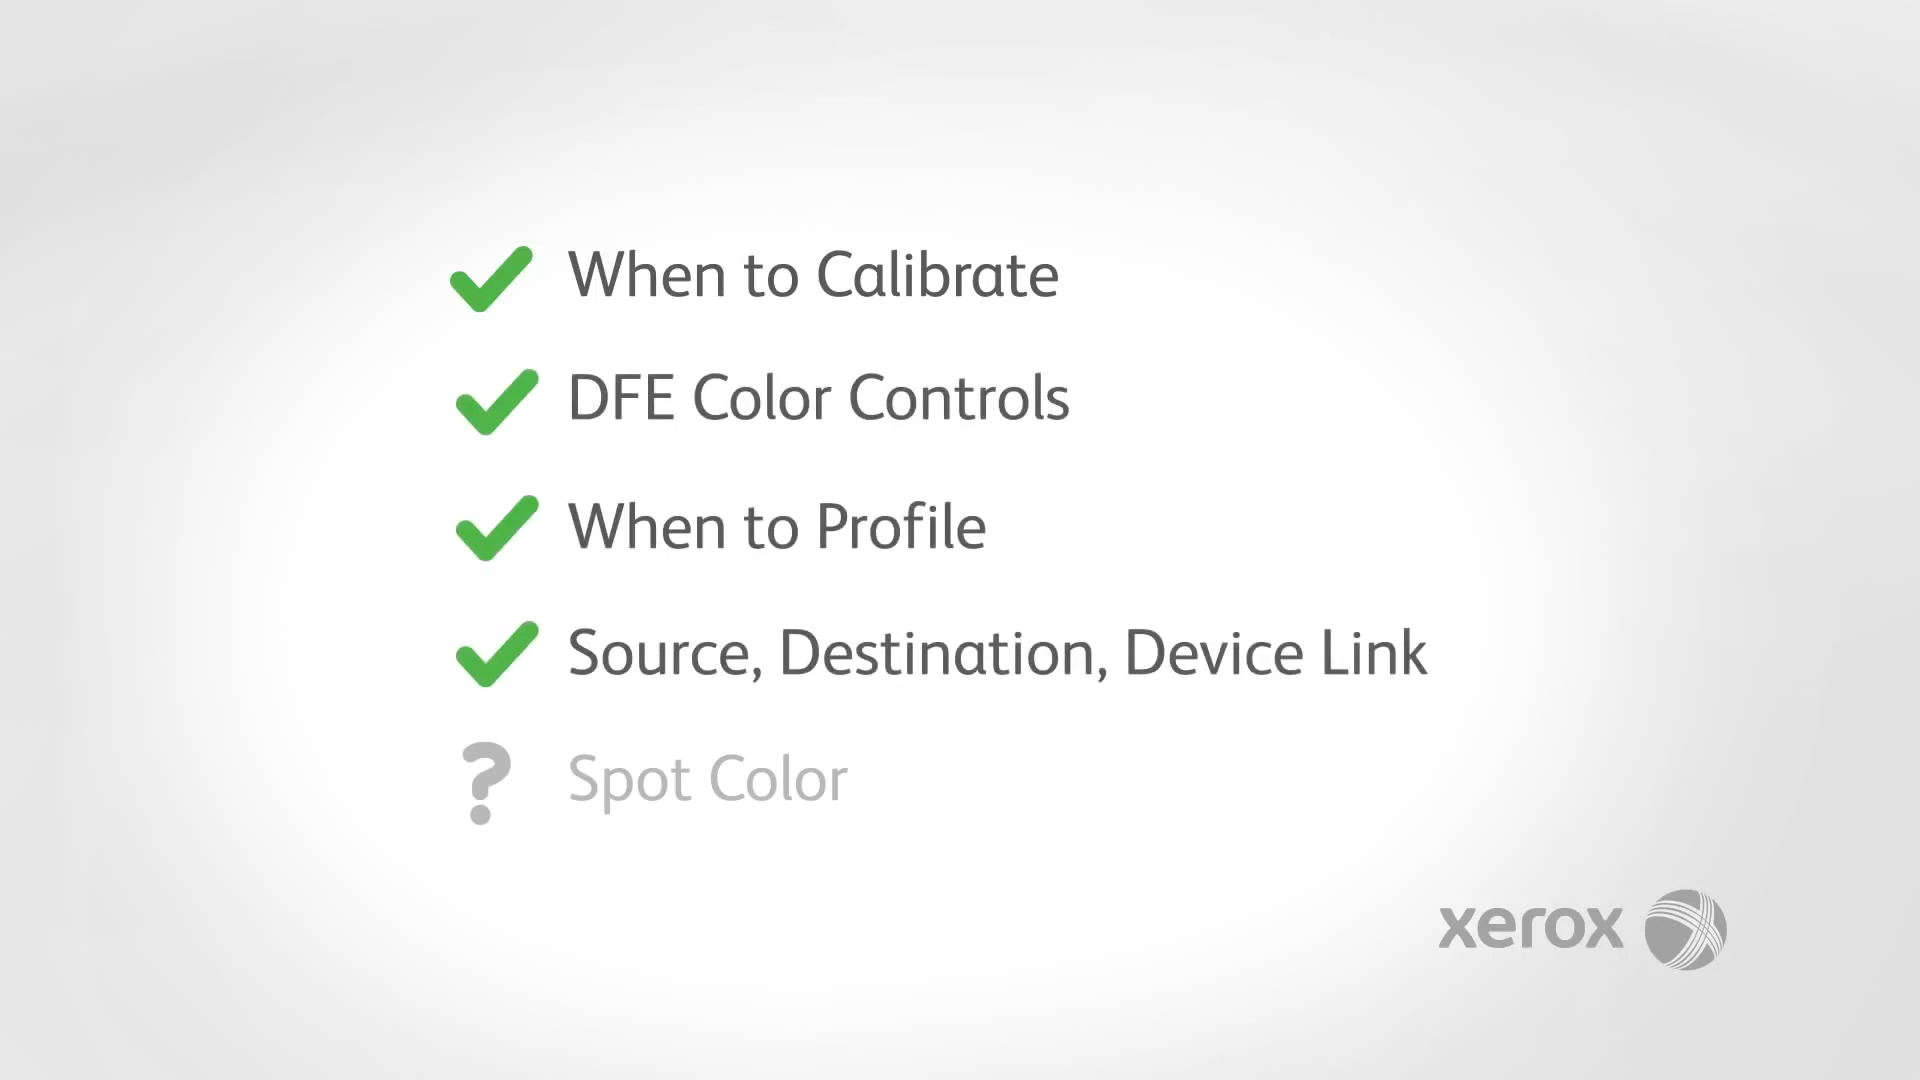 When to Calibrate
DFE Color Controls
When to Profile
Source, Destination, Device Link
? Spot Color
xerox